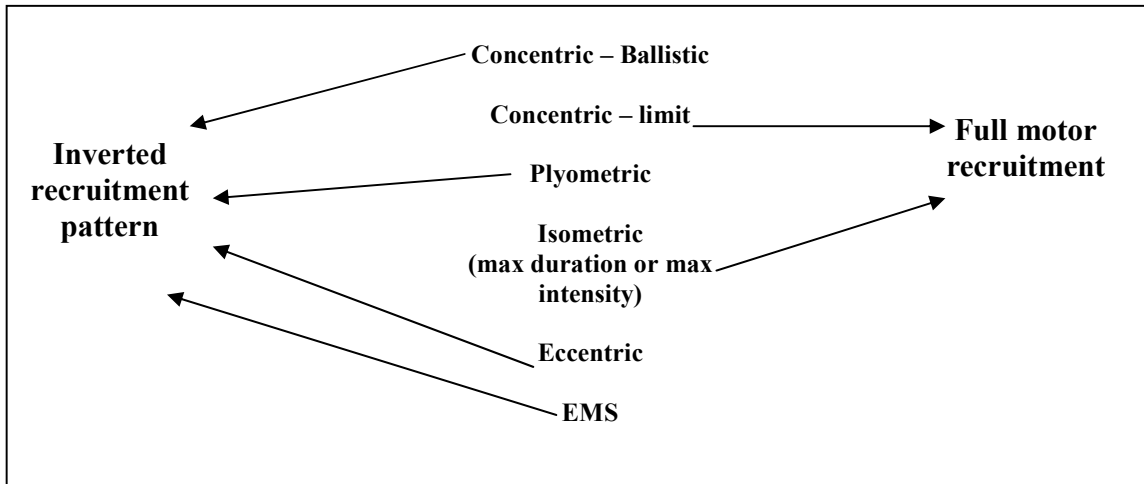 Concentric – Ballistic
Concentric – limit
Full motor
recruitment
Inverted
recruitment
pattern
Plyometric
Isometric
(max duration or max
intensity)
Eccentric
EMS